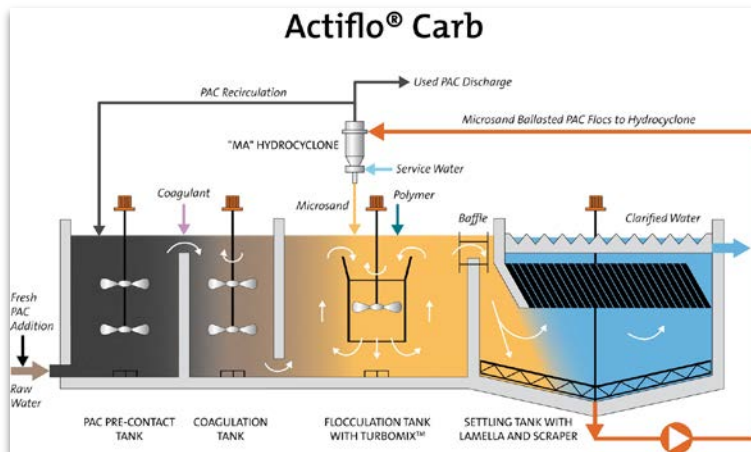 Actiflo® Carb
Used PAC Discharge
PAC Recirculation
Microsand Ballasted PAC Flocs to Hydrocyclone
"MA" HYDROCYCLONE
Service Water
Coagulant
Microsand
Polymer
Baffle
Clarified Water
Fresh
PAC
Addition
Raw
Water
PAC PRE-CONTACT
TANK
COAGULATION
TANK
FLOCCULATION TANK
WITH TURBOMIX™
SETTLING TANK WITH
LAMELLA AND SCRAPER